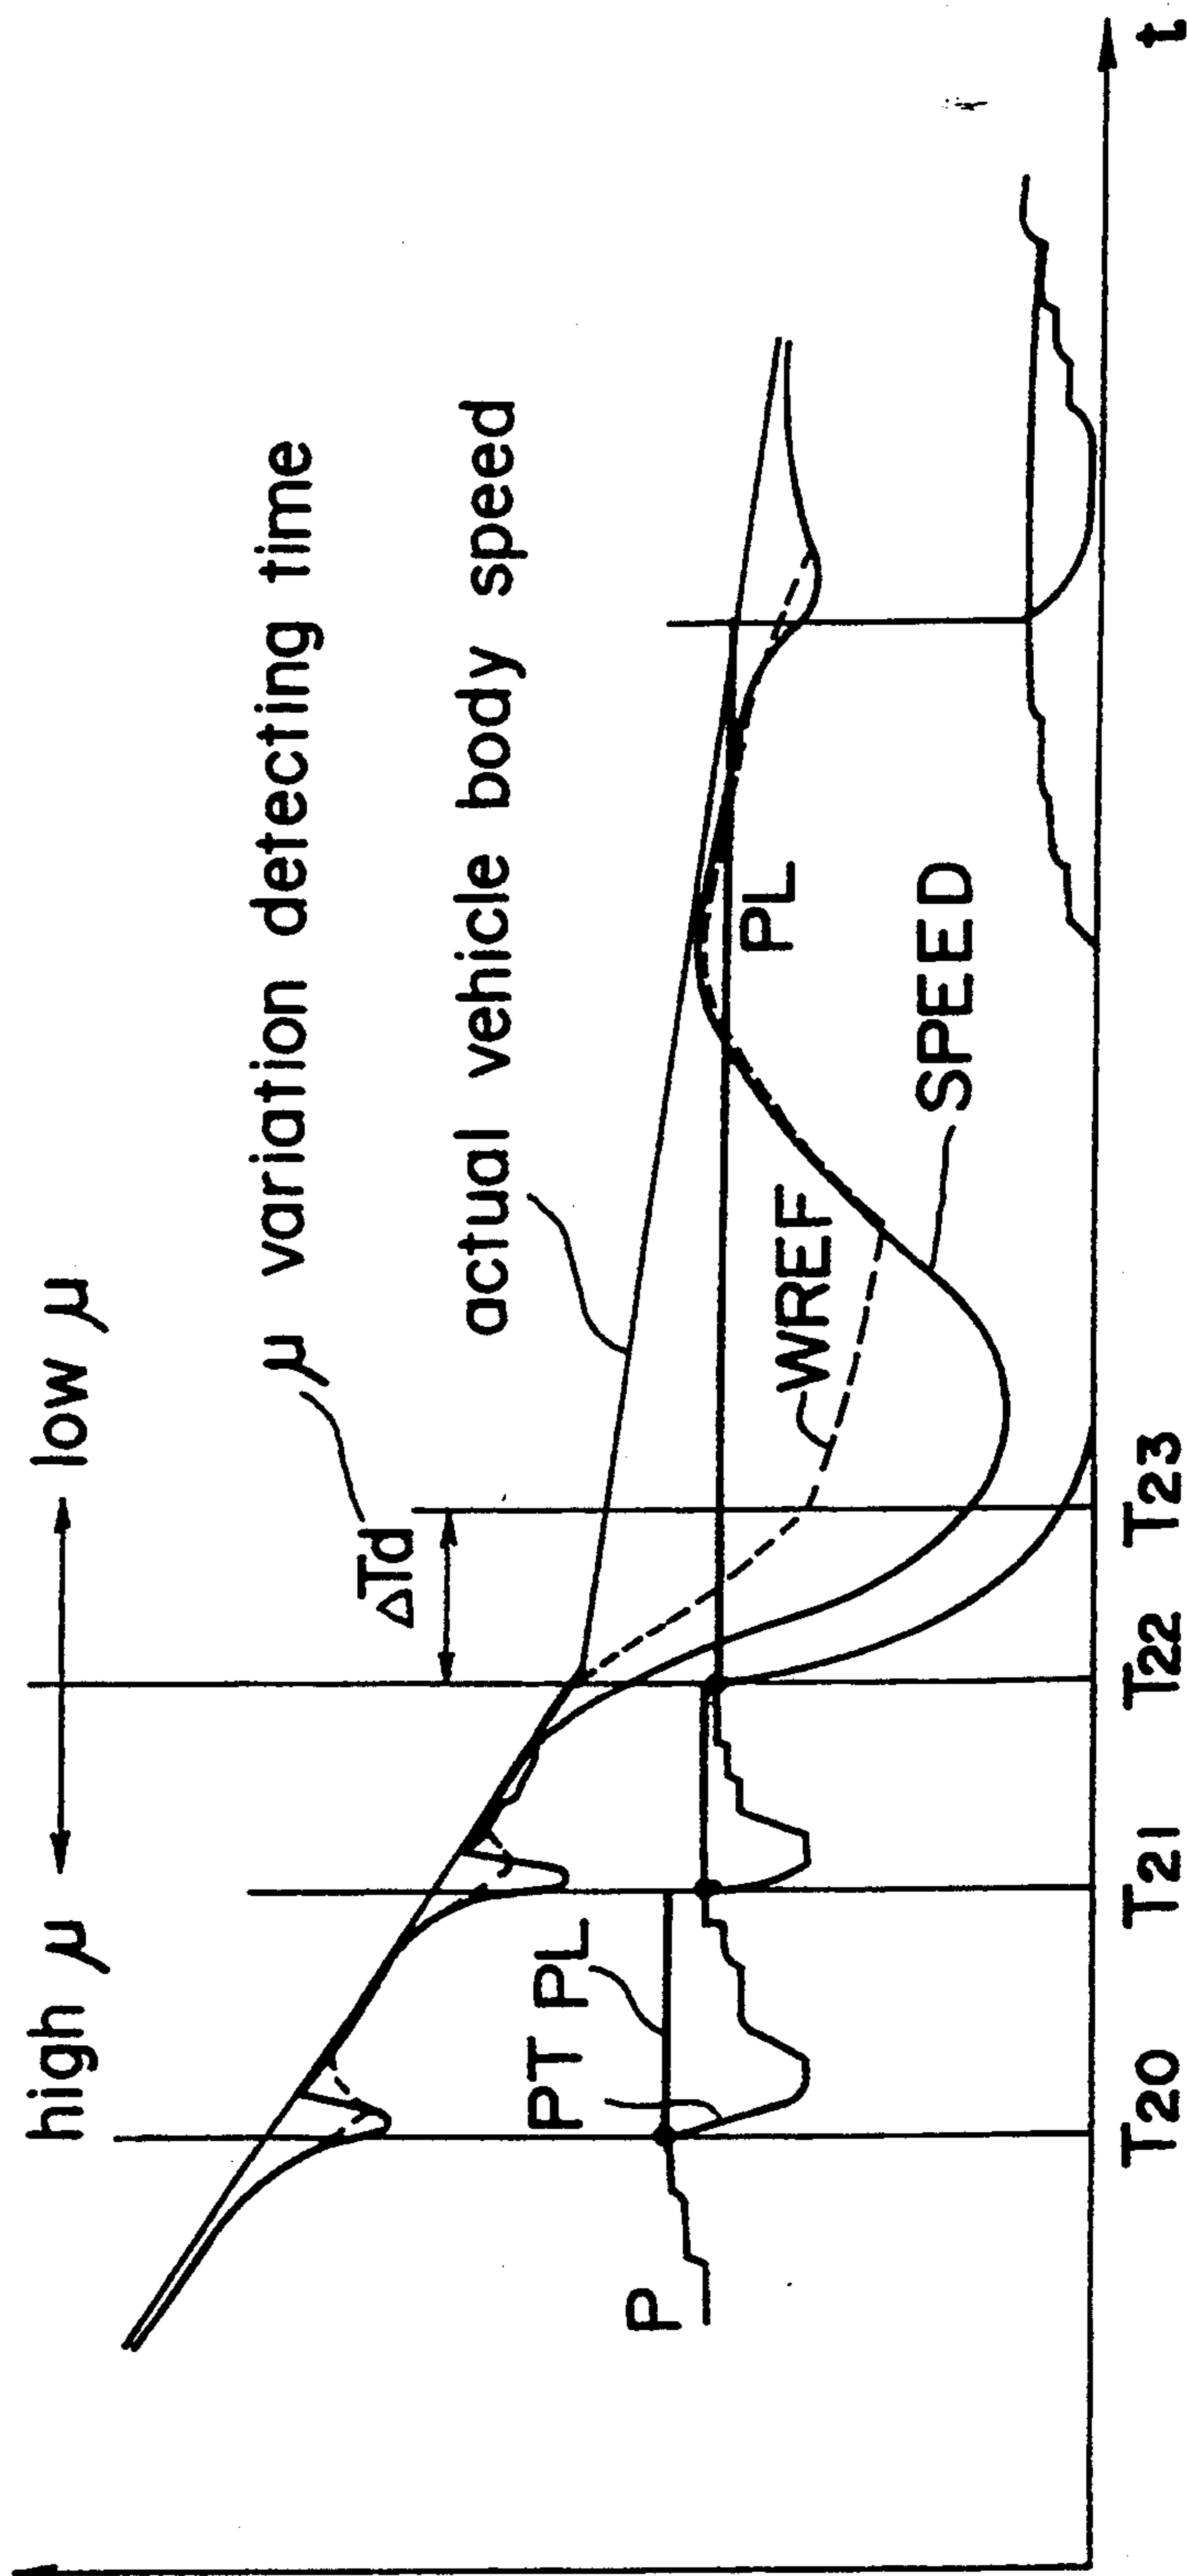 high μ
low μ
ΔTd
μ variation detecting time
actual vehicle body speed
PT PL
P
WREF
PL
SPEED
T20
T21
T22
T23
t